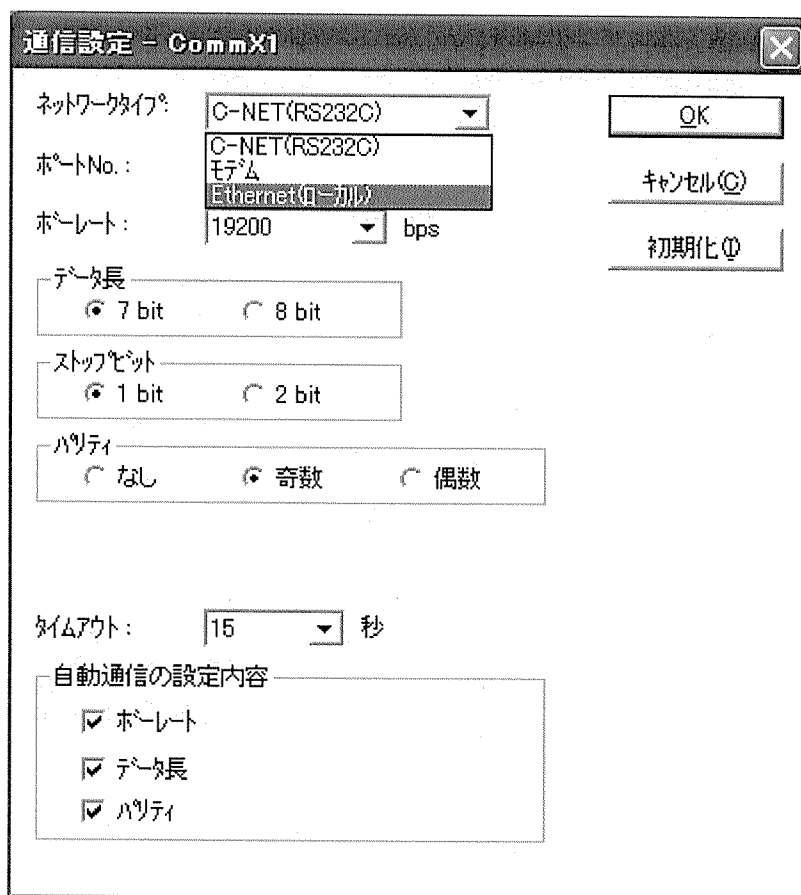 通信設定 - CommX1
ネットワークタイプ:
C-NET(RS232C)
OK
C-NET(RS232C)
モデム
Ethernet(ローカル)
ポートNo. :
キャンセル(C)
ボーレート :
19200
bps
初期化(I)
データ長
7 bit
8 bit
ストップビット
1 bit
2 bit
パリティ
なし
奇数
偶数
タイムアウト :
15
秒
自動通信の設定内容
ボーレート
データ長
パリティ